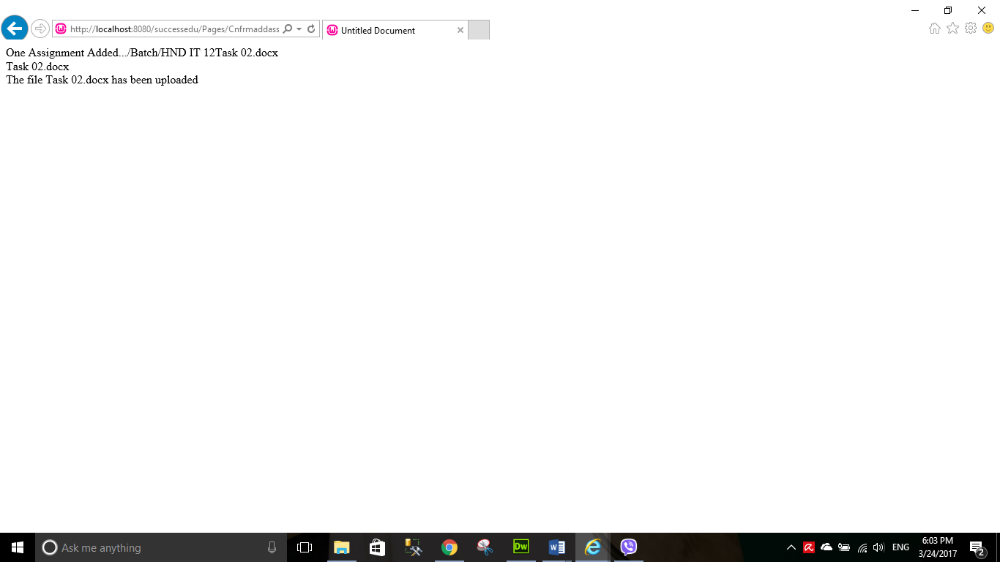 http://localhost:8080/successedu/Pages/Cnfrmaddass
Untitled Document
One Assignment Added.../Batch/HND IT 12Task 02.docx
Task 02.docx
The file Task 02.docx has been uploaded
Ask me anything
Dw
ENG
6:03 PM
3/24/2017
2